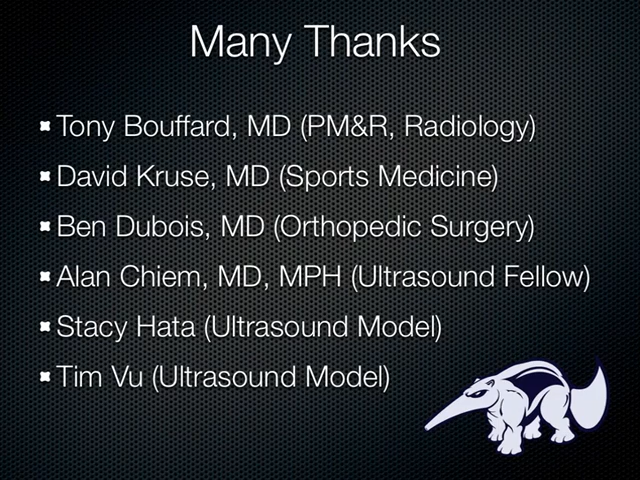 Many Thanks
Tony Bouffard, MD (PM&R, Radiology)
David Kruse, MD (Sports Medicine)
Ben Dubois, MD (Orthopedic Surgery)
Alan Chiem, MD, MPH (Ultrasound Fellow)
Stacy Hata (Ultrasound Model)
Tim Vu (Ultrasound Model)